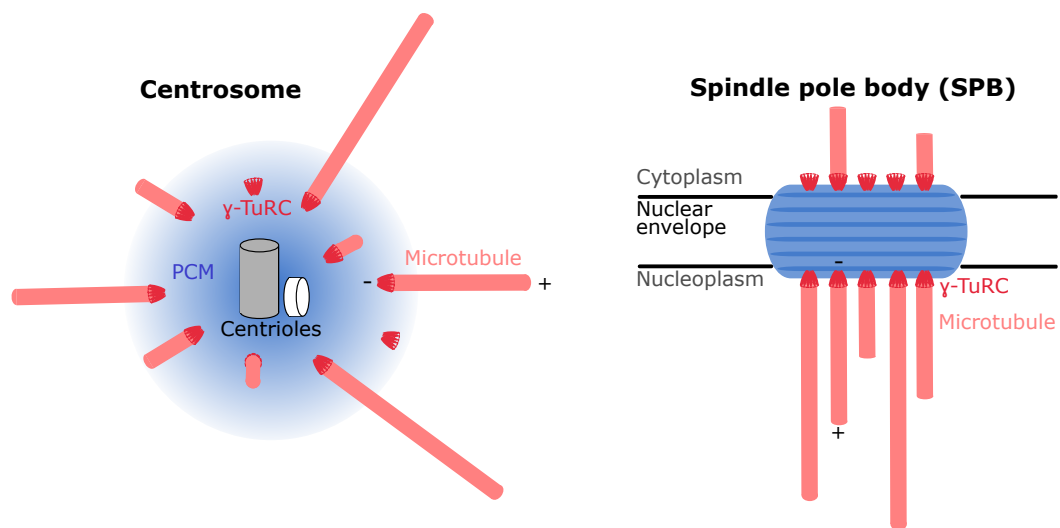 Centrosome
ɣ-TuRC
PCM
Microtubule
-
+
Centrioles
Spindle pole body (SPB)
Cytoplasm
Nuclear
envelope
-
Nucleoplasm
ɣ-TuRC
Microtubule
+